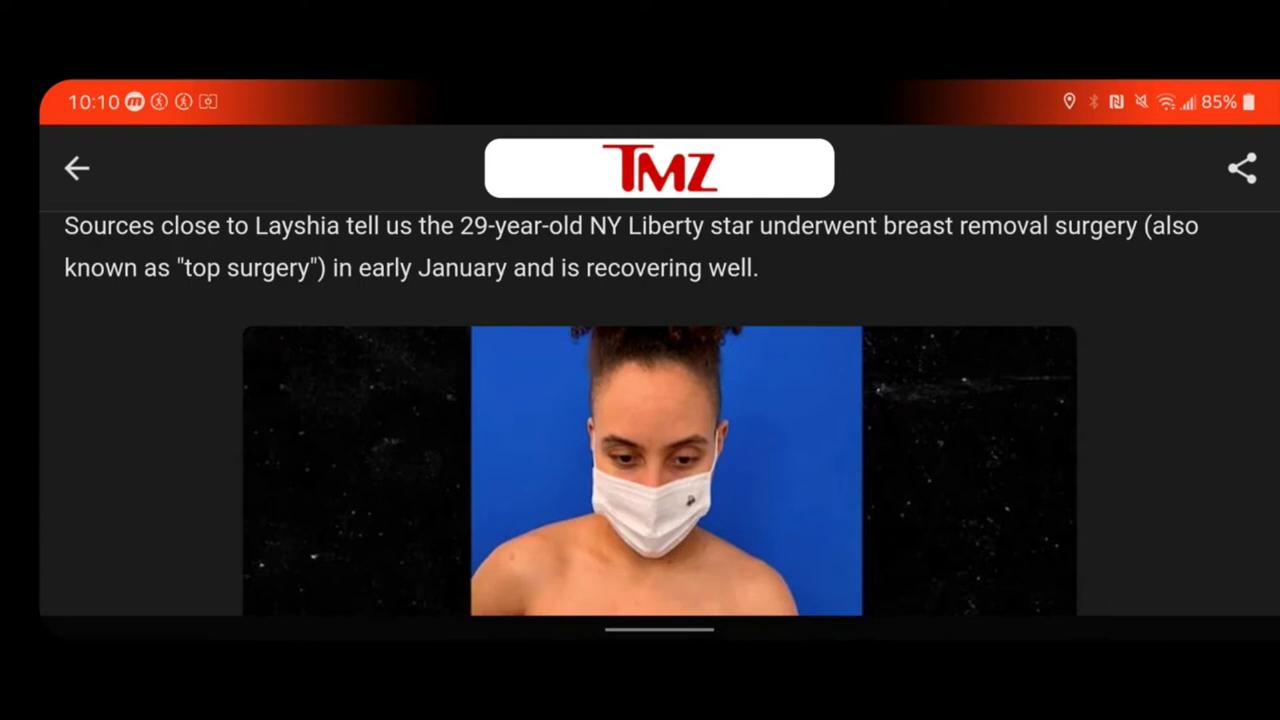 10:10
85%
TMZ
Sources close to Layshia tell us the 29-year-old NY Liberty star underwent breast removal surgery (also
known as "top surgery") in early January and is recovering well.